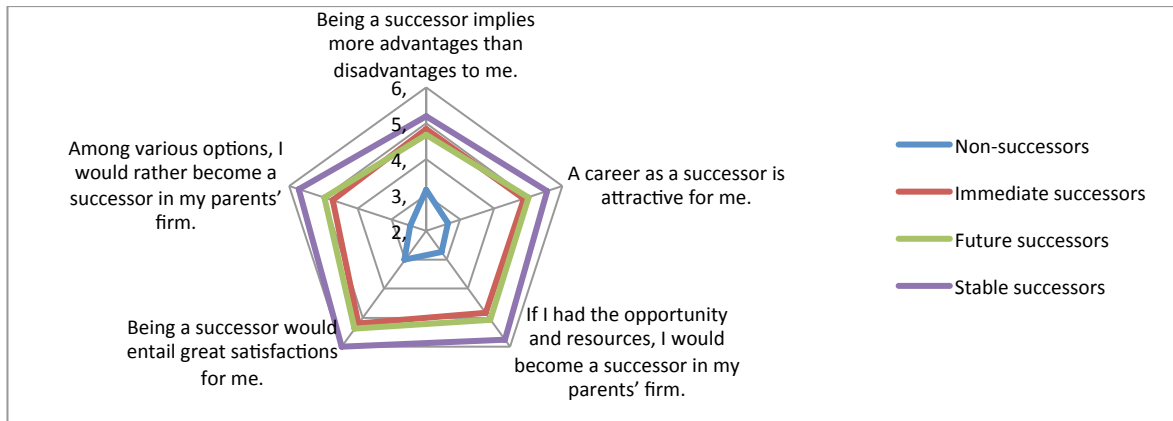 Being a successor implies
more advantages than
disadvantages to me.
6,
5,
4,
3,
2,
A career as a successor is
attractive for me.
If I had the opportunity
and resources, I would
become a successor in my
parents’ firm.
Being a successor would
entail great satisfactions
for me.
Among various options, I
would rather become a
successor in my parents’
firm.
Non-successors
Immediate successors
Future successors
Stable successors